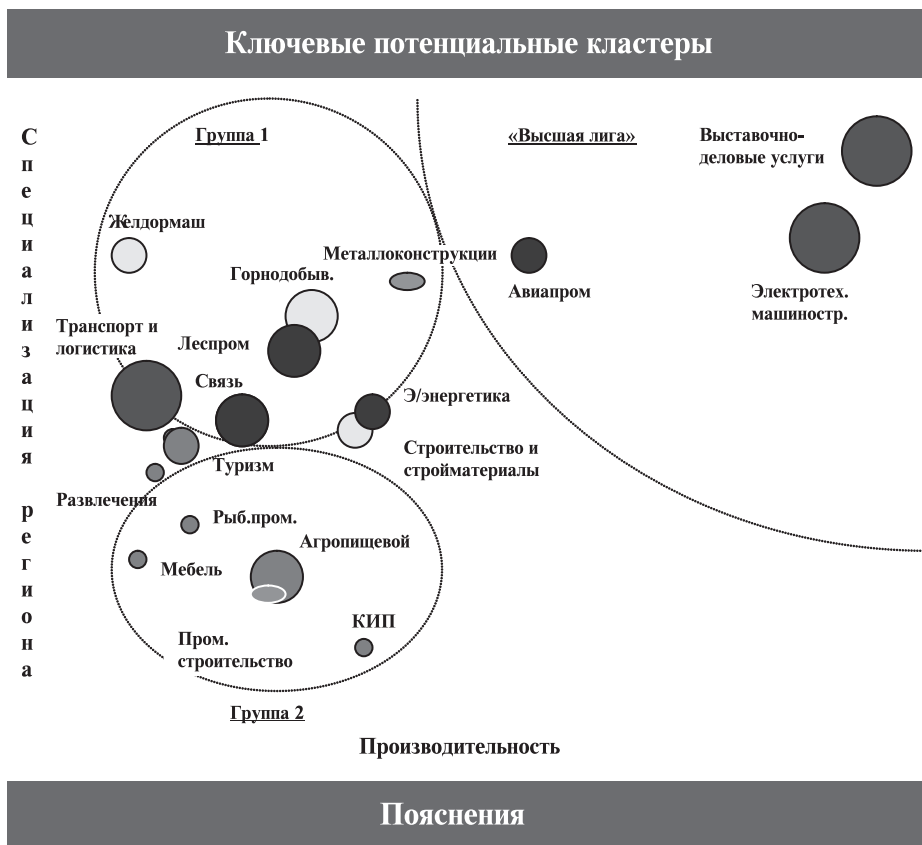 Ключевые потенциальные кластеры
Специализация региона
Группа 1
«Высшая лига»
Выставочно-
деловые услуги
Желдормаш
Металлоконструкции
Горнодобыв.
Авиапром
Электротех.
машиностр.
Транспорт и
логистика
Леспром
Связь
Э/энергетика
Строительство и
стройматериалы
Туризм
Развлечения
Рыб.пром.
Агропищевой
Мебель
КИП
Пром.
строительство
Группа 2
Производительность
Пояснения